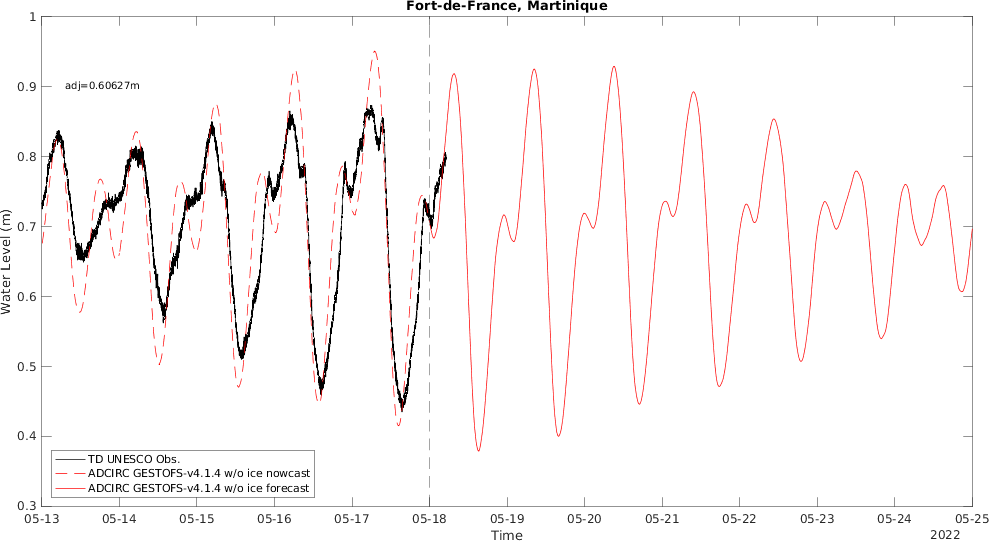 Fort-de-France, Martinique
1
0.9
0.8
0.7
0.6
0.5
0.4
0.3
Water Level (m)
adj=0.60627m
TD UNESCO Obs.
ADCIRC GESTOFS-v4.1.4 w/o ice nowcast
ADCIRC GESTOFS-v4.1.4 w/o ice forecast
05-13 05-14 05-15 05-16 05-17 05-18 05-19 05-20 05-21 05-22 05-23 05-24 05-25
Time
2022